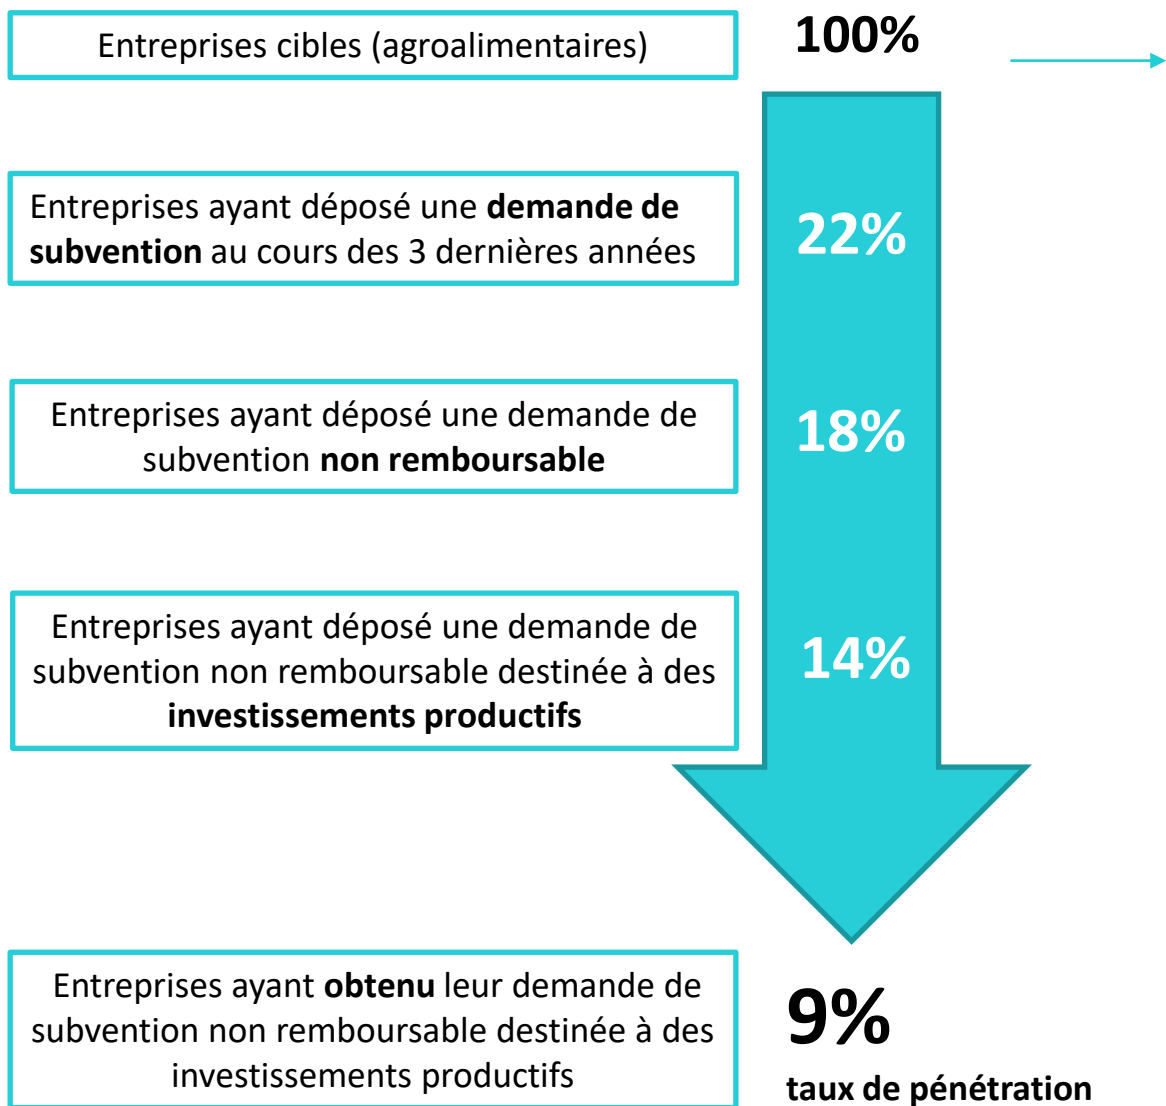 Entreprises cibles (agroalimentaires)
100%
Entreprises ayant déposé une demande de
subvention au cours des 3 dernières années
22%
Entreprises ayant déposé une demande de
subvention non remboursable
18%
Entreprises ayant déposé une demande de
subvention non remboursable destinée à des
investissements productifs
14%
Entreprises ayant obtenu leur demande de
subvention non remboursable destinée à des
investissements productifs
9%
taux de pénétration